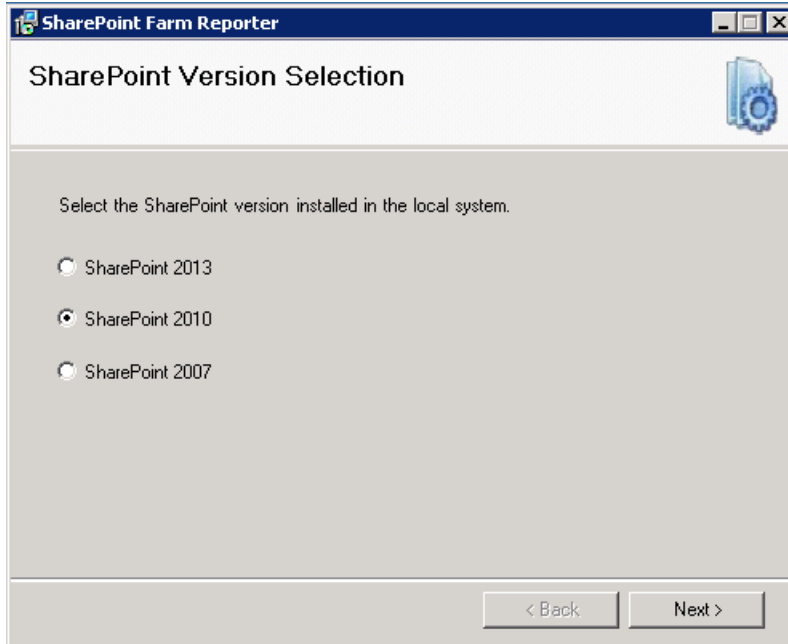 SharePoint Farm Reporter
SharePoint Version Selection
Select the SharePoint version installed in the local system.
SharePoint 2013
SharePoint 2010
SharePoint 2007
< Back
Next >